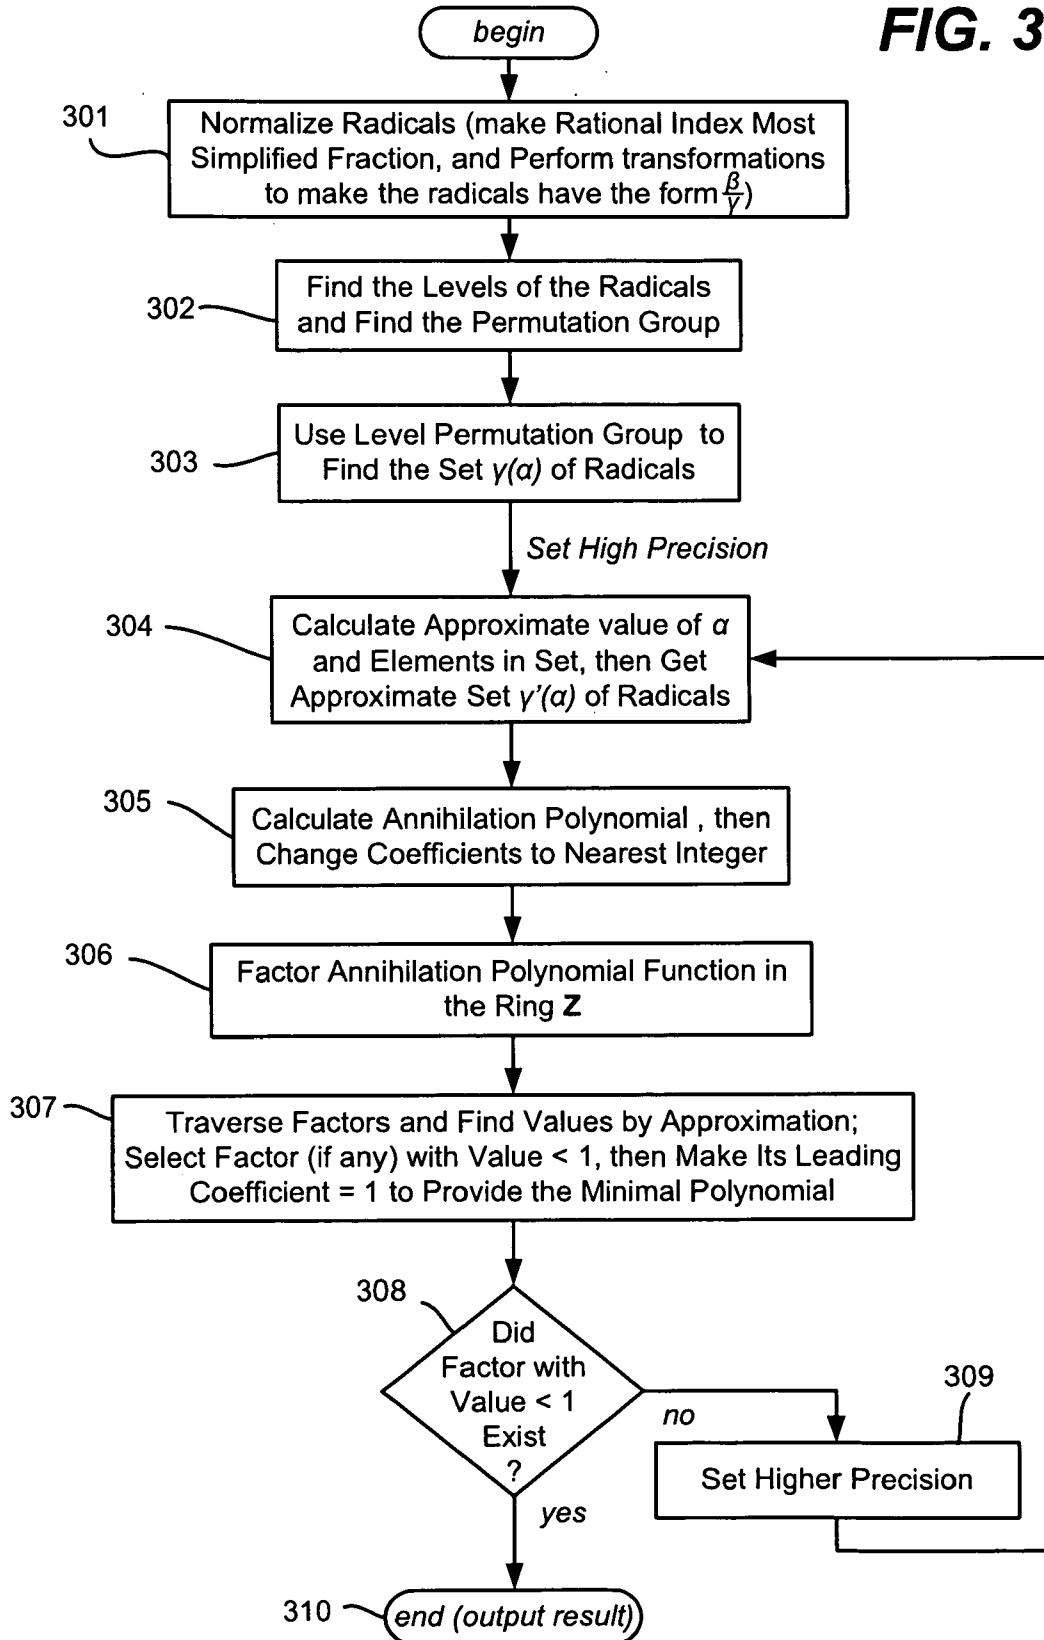 FIG. 3
begin
301
Normalize Radicals (make Rational Index Most
Simplified Fraction, and Perform transformations
to make the radicals have the form β/γ)
302
Find the Levels of the Radicals
and Find the Permutation Group
303
Use Level Permutation Group to
Find the Set γ(α) of Radicals
Set High Precision
304
Calculate Approximate value of α
and Elements in Set, then Get
Approximate Set γ'(α) of Radicals
305
Calculate Annihilation Polynomial , then
Change Coefficients to Nearest Integer
306
Factor Annihilation Polynomial Function in
the Ring Z
307
Traverse Factors and Find Values by Approximation;
Select Factor (if any) with Value < 1, then Make Its Leading
Coefficient = 1 to Provide the Minimal Polynomial
308
Did
Factor with
Value < 1
Exist
?
no
309
Set Higher Precision
yes
310
end (output result)